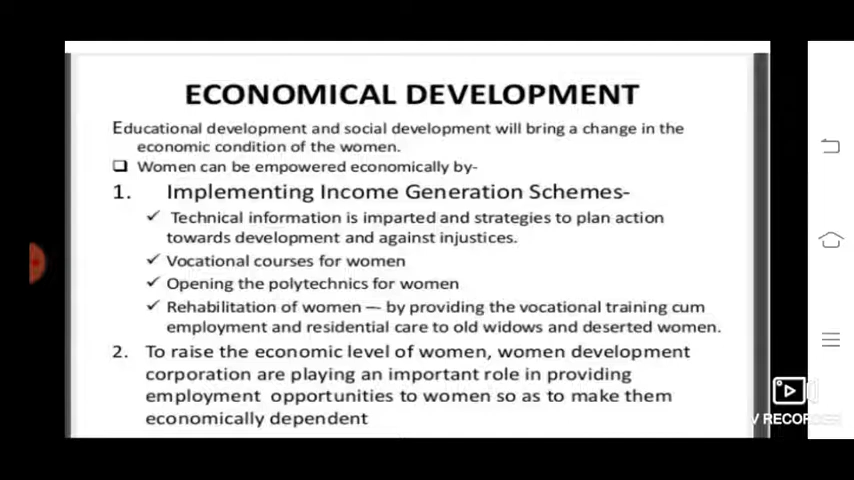 ECONOMICAL DEVELOPMENT
Educational development and social development will bring a change in the
economic condition of the women.
❑ Women can be empowered economically by-
1. Implementing Income Generation Schemes-
✓ Technical information is imparted and strategies to plan action
towards development and against injustices.
✓ Vocational courses for women
✓ Opening the polytechnics for women
✓ Rehabilitation of women — by providing the vocational training cum
employment and residential care to old widows and deserted women.
2. To raise the economic level of women, women development
corporation are playing an important role in providing
employment opportunities to women so as to make them
economically dependent
V RECORDER